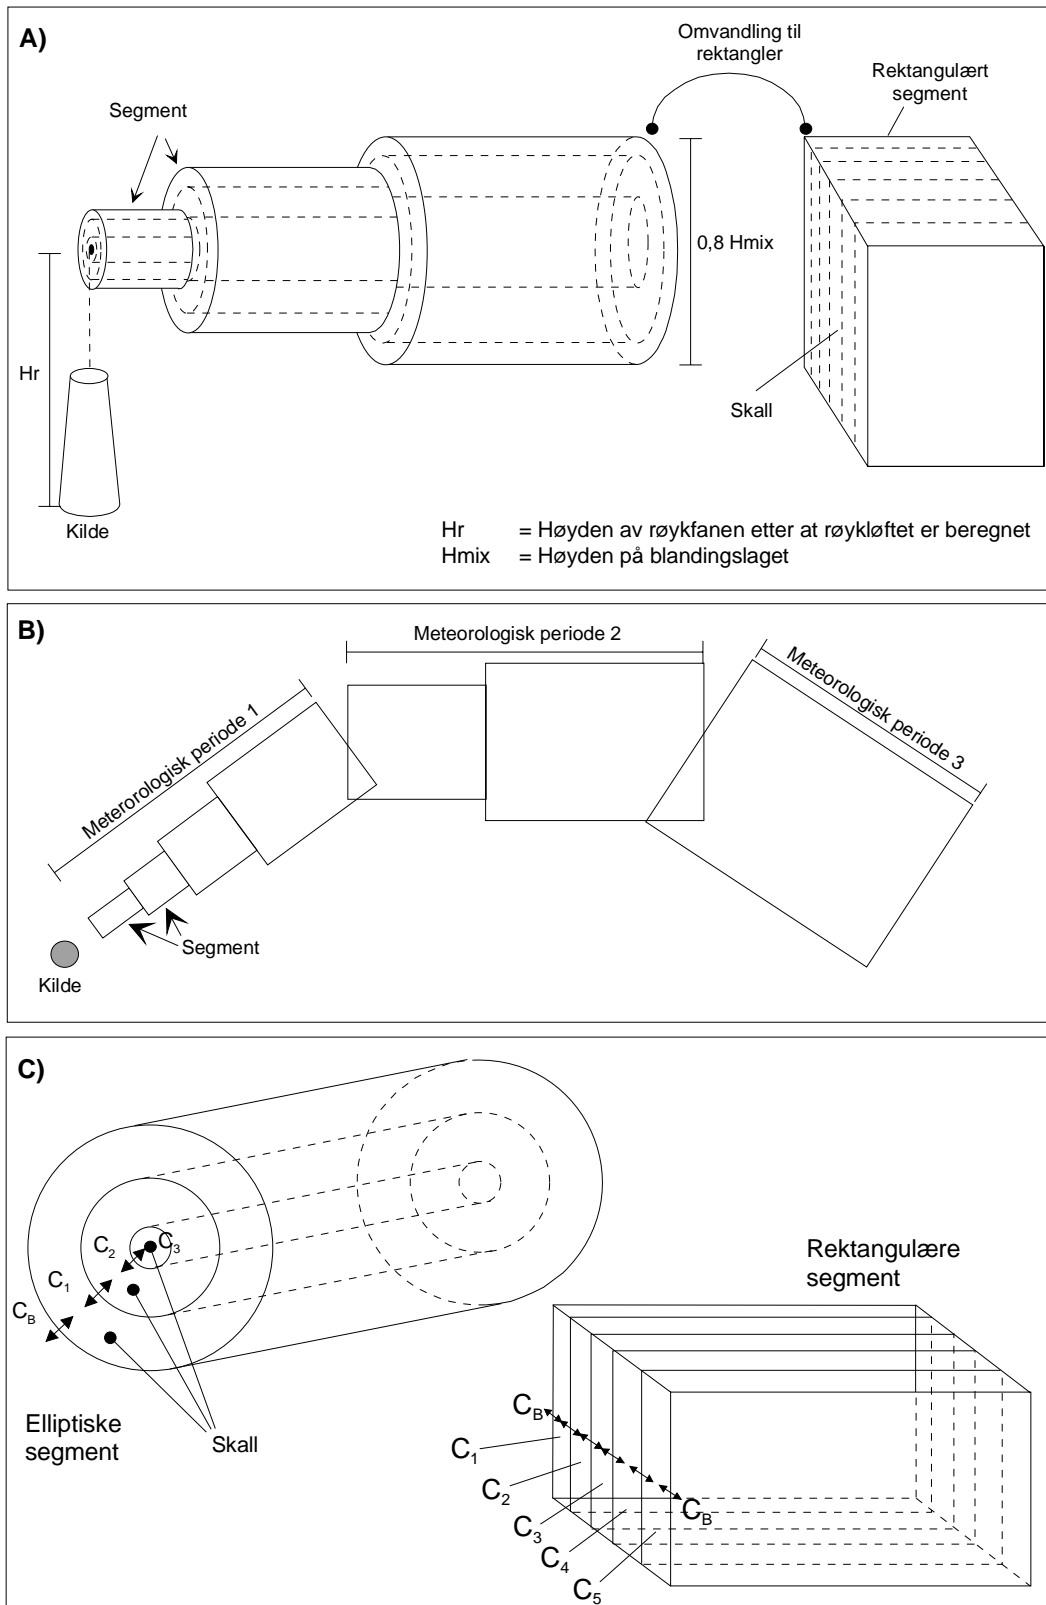 A)
Omvandling til
rektangler
Rektangulært
segment
Segment
0,8 Hmix
Hr
Skall
Kilde
Hr = Høyden av røykfanen etter at røykløftet er beregnet
Hmix = Høyden på blandingslaget
B)
Meteorologisk periode 2
Meterorologisk periode 1
Meteorologisk periode 3
Segment
Kilde
C)
C3
C2
C1
CB
Rektangulære
segment
Elliptiske
segment
Skall
CB
C1
C2
CB
C3
C4
C5